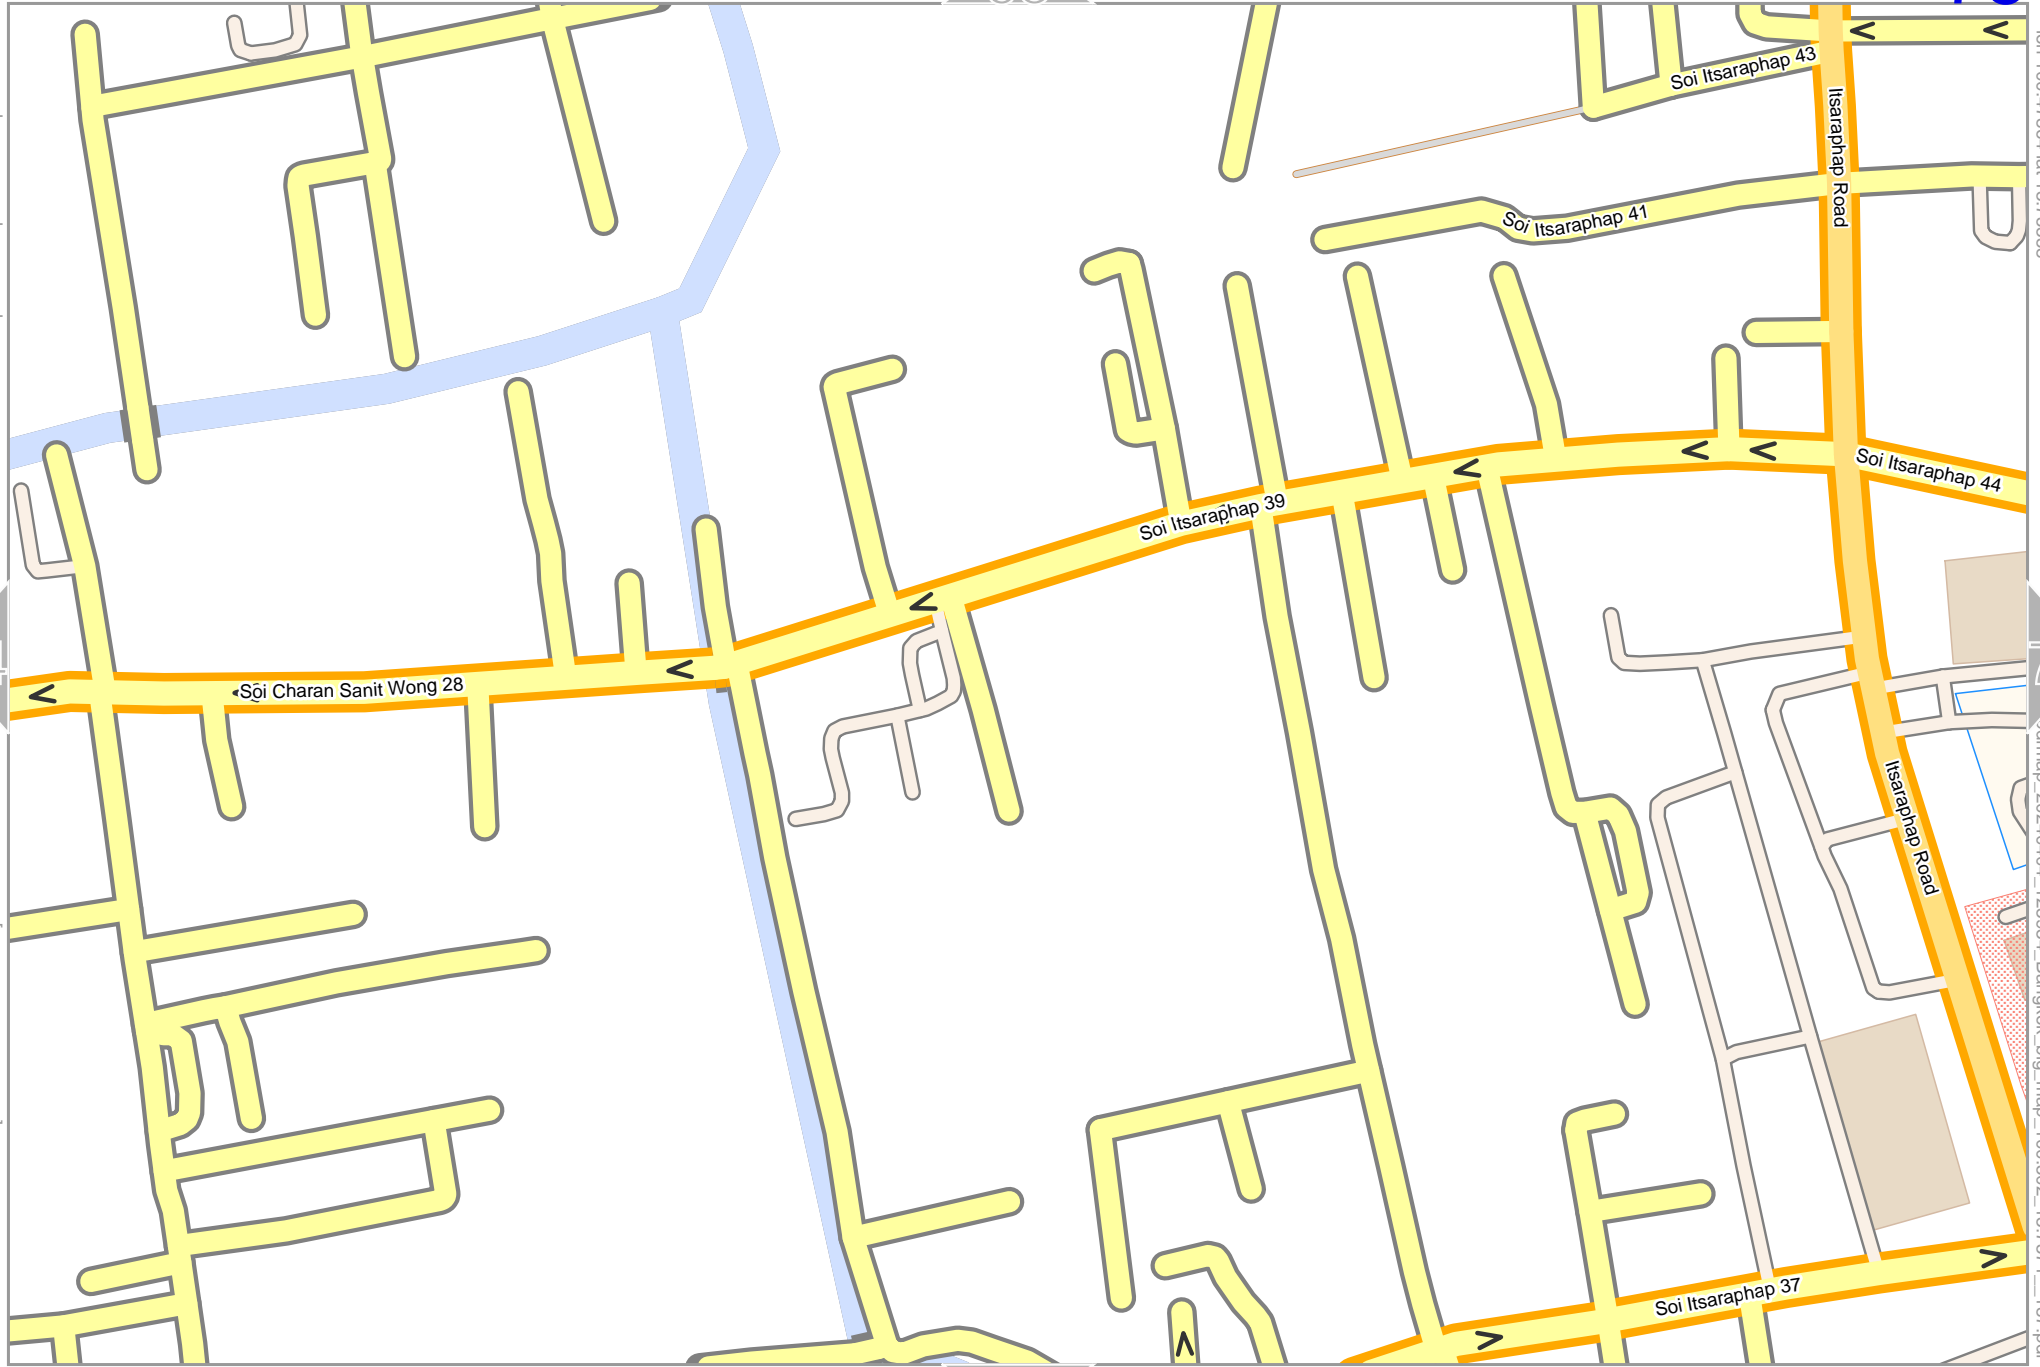 Soi Itsaraphap 43
Itsaraphap Road
Soi Itsaraphap 41
Soi Itsaraphap 44
Soi Itsaraphap 39
Soi Charan Sanit Wong 28
Itsaraphap Road
Soi Itsaraphap 37